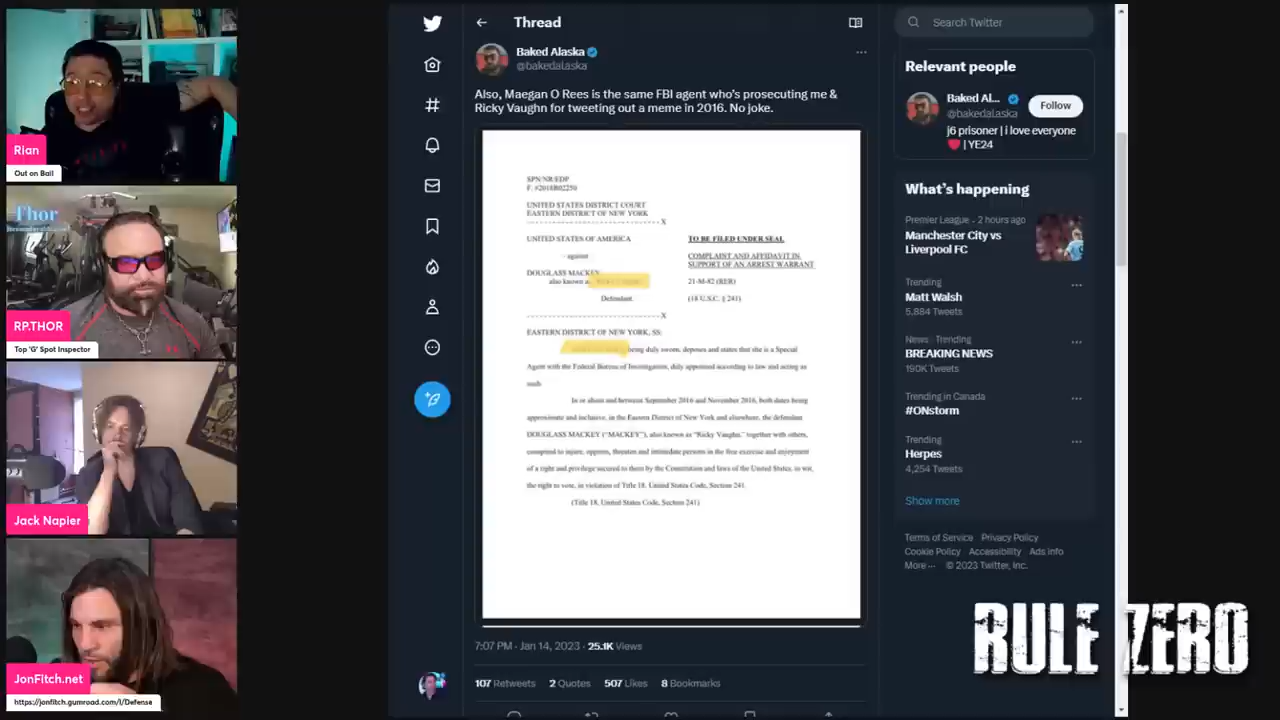 Rian
Out on Bail
Thor
RP.THOR
Top 'G' Spot Inspector
Jack Napier
JonFitch.net
https://jonfitch.gumroad.com/l/Defense
Thread
Baked Alaska
@bakedalaska
Also, Maegan O Rees is the same FBI agent who's prosecuting me &
Ricky Vaughn for tweeting out a meme in 2016. No joke.
SPN/NR/EDP
F. #2018R02250
UNITED STATES DISTRICT COURT
EASTERN DISTRICT OF NEW YORK
- - - - - - - - - - - - - - - - - - - - - - - - - - - - X
UNITED STATES OF AMERICA
- against
DOUGLASS MACKEY,
also known as
Defendant.
- - - - - - - - - - - - - - - - - - - - - - - - - - - - X
TO BE FILED UNDER SEAL
COMPLAINT AND AFFIDAVIT IN
SUPPORT OF AN ARREST WARRANT
21-M-82 (RER)
(18 U.S.C. § 241)
EASTERN DISTRICT OF NEW YORK, SS:
being duly sworn, deposes and states that she is a Special
Agent with the Federal Bureau of Investigation, duly appointed according to law and acting as
such.
In or about and between September 2016 and November 2016, both dates being
approximate and inclusive, in the Eastern District of New York and elsewhere, the defendant
DOUGLASS MACKEY ("MACKEY"), also known as "Ricky Vaughn," together with others,
conspired to injure, oppress, threaten and intimidate persons in the free exercise and enjoyment
of a right and privilege secured to them by the Constitution and laws of the United States, to wit,
the right to vote, in violation of Title 18, United States Code, Section 241.
(Title 18, United States Code, Section 241)
7:07 PM · Jan 14, 2023 · 25.1K Views
107 Retweets 2 Quotes 507 Likes 8 Bookmarks
Search Twitter
Relevant people
Baked Al...
@bakedalaska
Follow
j6 prisoner | i love everyone
❤️ | YE24
What's happening
Premier League · 2 hours ago
Manchester City vs
Liverpool FC
Trending
Matt Walsh
5,884 Tweets
News · Trending
BREAKING NEWS
190K Tweets
Trending in Canada
#ONstorm
Trending
Herpes
4,254 Tweets
Show more
Terms of Service Privacy Policy
Cookie Policy Accessibility Ads info
More ··· © 2023 Twitter, Inc.
RULE ZERO